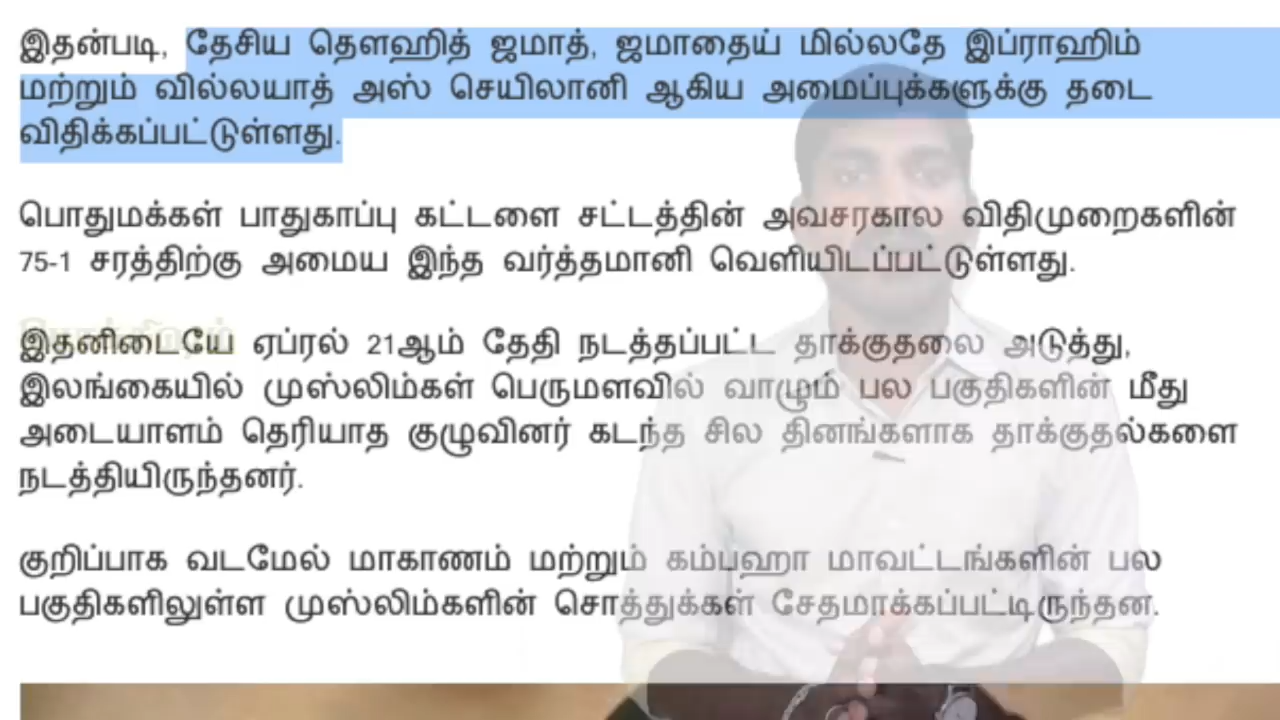 இதன்படி, தேசிய தௌஹித் ஜமாத், ஜமாதைய் மில்லதே இப்ராஹிம்
மற்றும் வில்லயாத் அஸ் செயிலானி ஆகிய அமைப்புக்களுக்கு தடை
விதிக்கப்பட்டுள்ளது.
பொதுமக்கள் பாதுகாப்பு கட்டளை சட்டத்தின் அவசரகால விதிமுறைகளின்
75-1 சரத்திற்கு அமைய இந்த வர்த்தமானி வெளியிடப்பட்டுள்ளது.
இதனிடையே ஏப்ரல் 21ஆம் தேதி நடத்தப்பட்ட தாக்குதலை அடுத்து,
இலங்கையில் முஸ்லிம்கள் பெருமளவில் வாழும் பல பகுதிகளின் மீது
அடையாளம் தெரியாத குழுவினர் கடந்த சில தினங்களாக தாக்குதல்களை
நடத்தியிருந்தனர்.
குறிப்பாக வடமேல் மாகாணம் மற்றும் கம்பஹா மாவட்டங்களின் பல
பகுதிகளிலுள்ள முஸ்லிம்களின் சொத்துக்கள் சேதமாக்கப்பட்டிருந்தன.